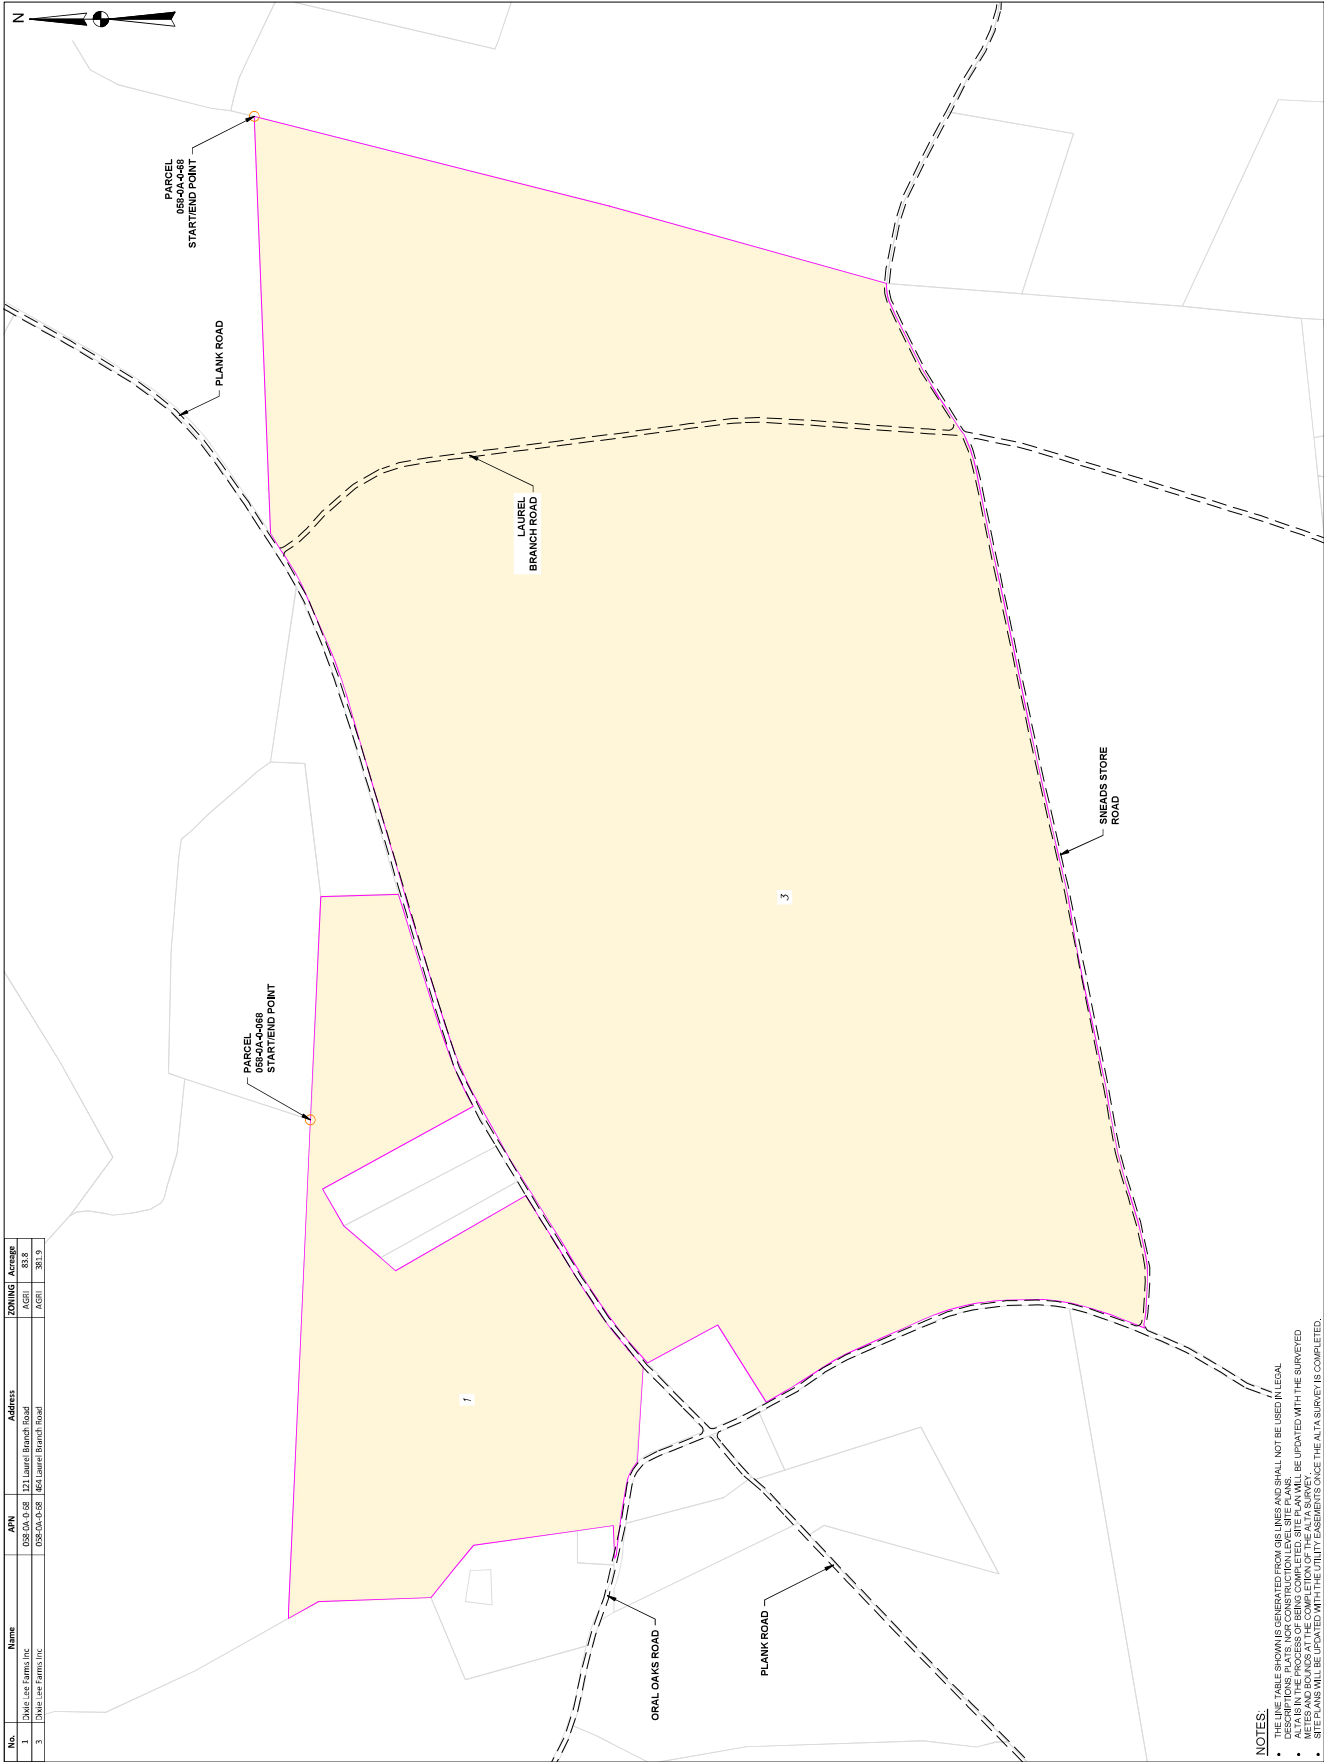 No. Name APN Address ZONING Acreage
1 Dixie Lee Farms Inc 058-0A-0-68 121 Laurel Branch Road AGRI 83.8
3 Dixie Lee Farms Inc 058-0A-0-68 464 Laurel Branch Road AGRI 381.9
N
PARCEL
058-0A-0-68
START/END POINT
PLANK ROAD
LAUREL
BRANCH ROAD
PARCEL
058-0A-0-068
START/END POINT
3
SNEADS STORE
ROAD
1
ORAL OAKS ROAD
PLANK ROAD
NOTES:
• THE LINE TABLE SHOWN IS GENERATED FROM GIS LINES AND SHALL NOT BE USED IN LEGAL
DESCRIPTIONS, PLATS, NOR CONSTRUCTION LEVEL SITE PLANS.
• ALTA IS IN THE PROCESS OF BEING COMPLETED. SITE PLAN WILL BE UPDATED WITH THE SURVEYED
METES AND BOUNDS AT THE COMPLETION OF THE ALTA SURVEY.
• SITE PLANS WILL BE UPDATED WITH THE UTILITY EASEMENTS ONCE THE ALTA SURVEY IS COMPLETED.